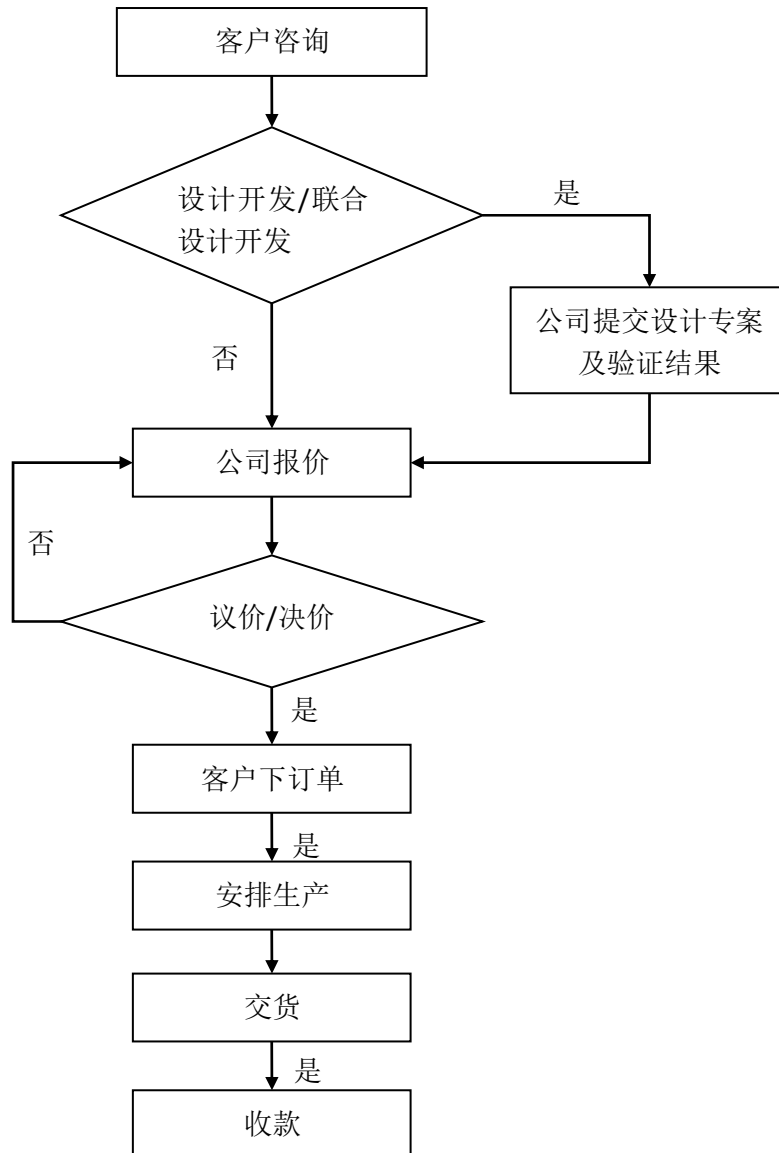 客户咨询
设计开发/联合
设计开发
是
公司提交设计专案
及验证结果
否
公司报价
否
议价/决价
是
客户下订单
是
安排生产
交货
是
收款